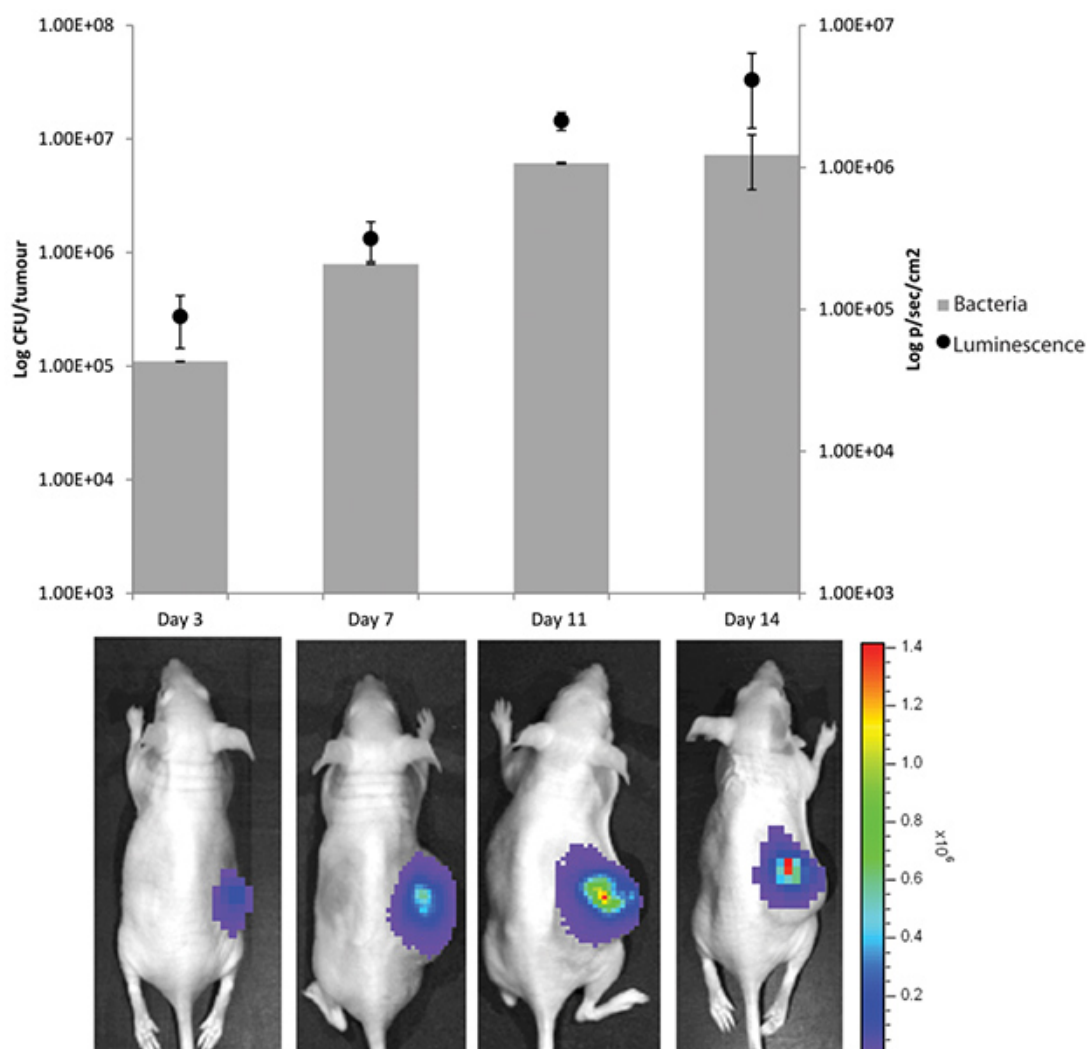 1.00E+08
1.00E+07
1.00E+06
1.00E+05
1.00E+04
1.00E+03
Log CFU/tumour
1.00E+07
1.00E+06
1.00E+05
1.00E+04
1.00E+03
Log p/sec/cm2
Bacteria
Luminescence
Day 3
Day 7
Day 11
Day 14
1.4
1.2
1.0
0.8
0.6
0.4
0.2
x10⁶